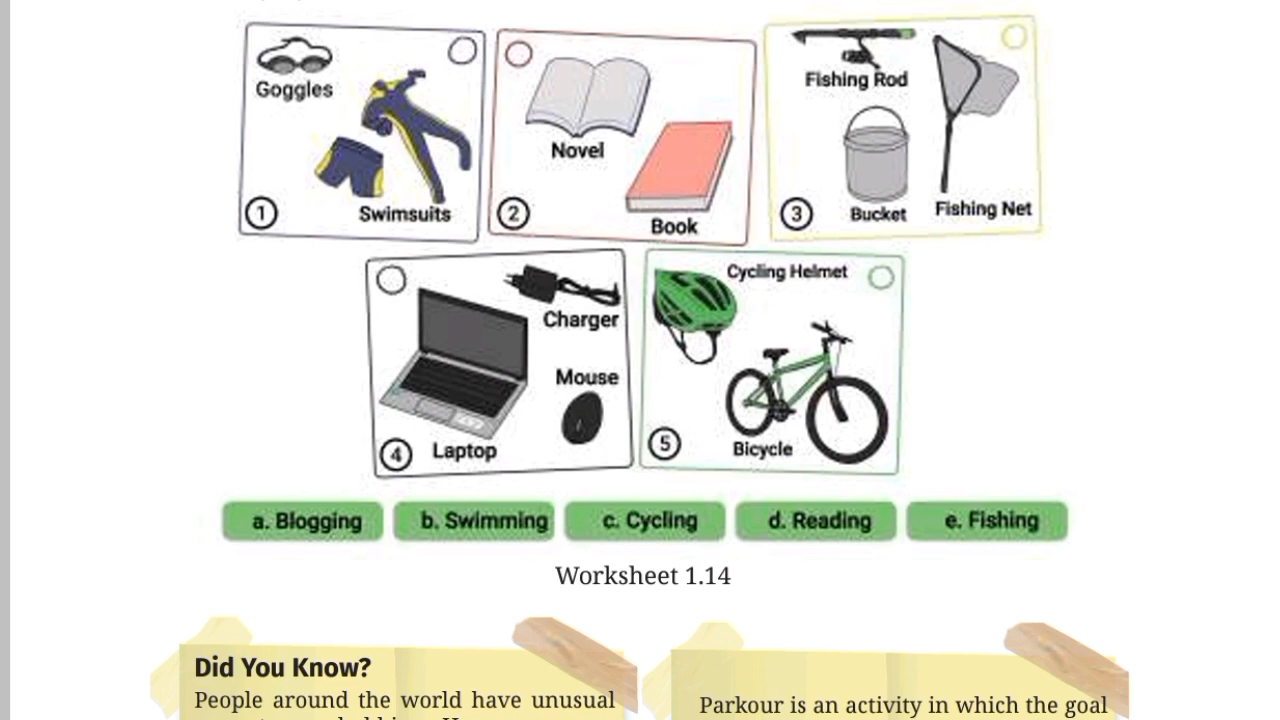 Goggles
Swimsuits
1
Novel
Book
2
Fishing Rod
Bucket
Fishing Net
3
Charger
Mouse
Laptop
4
Cycling Helmet
Bicycle
5
a. Blogging
b. Swimming
c. Cycling
d. Reading
e. Fishing
Worksheet 1.14
Did You Know?
People around the world have unusual
Parkour is an activity in which the goal